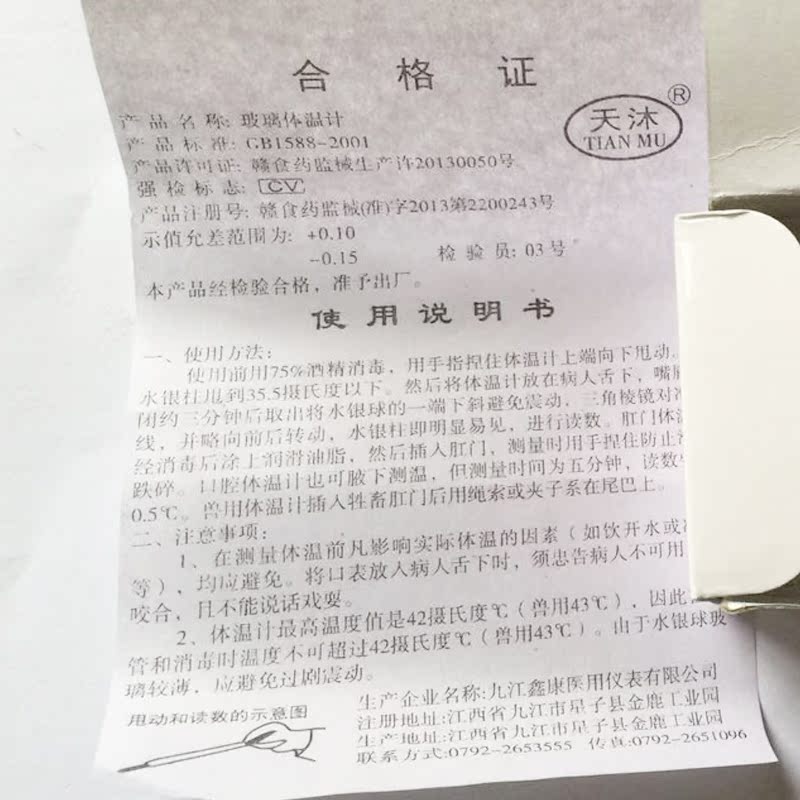 合格证
天沐
TIAN MU
®
产品名称: 玻璃体温计
产品标准: GB1588-2001
产品许可证: 赣食药监械生产许20130050号
强检标志: CV
产品注册号: 赣食药监械(准)字2013第2200243号
示值允差范围为: +0.10
-0.15
检验员: 03号
本产品经检验合格，准予出厂。
使用说明书
一、使用方法:
使用前用75%酒精消毒，用手指捏住体温计上端向下甩动。
水银柱甩到35.5摄氏度以下。然后将体温计放在病人舌下，嘴
闭约三分钟后取出将水银球的一端下斜避免震动，三角棱镜对
线，并略向前后转动，水银柱即明显易见，进行读数。肛门体
经消毒后涂上润滑油脂，然后插入肛门，测量时用手捏住防止
跌碎。口腔体温计也可腋下测温，但测量时间为五分钟，读数
0.5℃。兽用体温计插入牲畜肛门后用绳索或夹子系在尾巴上。
二、注意事项:
1、在测量体温前凡影响实际体温的因素（如饮开水或
等），均应避免。将口表放入病人舌下时，须忠告病人不可用
咬合，且不能说话戏耍。
2、体温计最高温度值是42摄氏度℃（兽用43℃），因此
管和消毒时温度不可超过42摄氏度℃（兽用43℃）。由于水银球玻
璃较薄，应避免过剧震动。
甩动和读数的示意图
生产企业名称:九江鑫康医用仪表有限公司
注册地址:江西省九江市星子县金鹿工业园
生产地址:江西省九江市星子县金鹿工业园
联系方式:0792-2653555 传真:0792-2651096